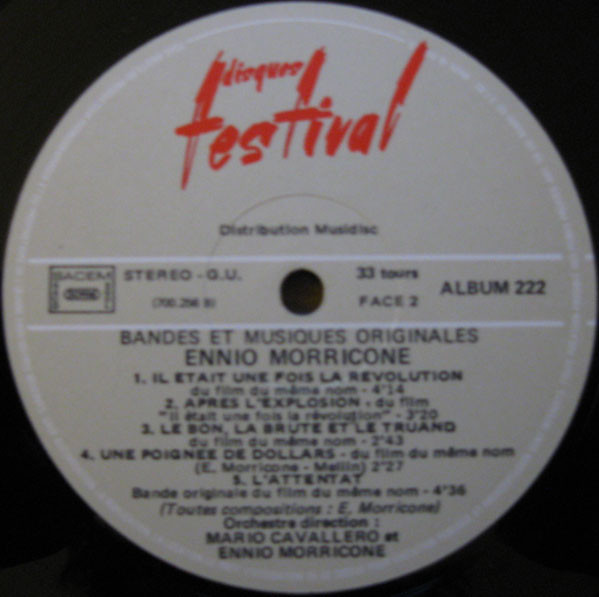 disques
festival
Distribution Musidisc
SACEM
STEREO - G.U.
33 tours
ALBUM 222
(700.256 B)
FACE 2
BANDES ET MUSIQUES ORIGINALES
ENNIO MORRICONE
1. IL ETAIT UNE FOIS LA REVOLUTION
du film du même nom - 4'14
2. APRES L'EXPLOSION - du film
"il était une fois la révolution" - 3'20
3. LE BON, LA BRUTE ET LE TRUAND
du film du même nom - 2'43
4. UNE POIGNEE DE DOLLARS - du film du même nom
(E. Morricone - Mellin) 2'27
5. L'ATTENTAT
Bande originale du film du même nom - 4'36
(Toutes compositions : E. Morricone)
Orchestre direction :
MARIO CAVALLERO et
ENNIO MORRICONE